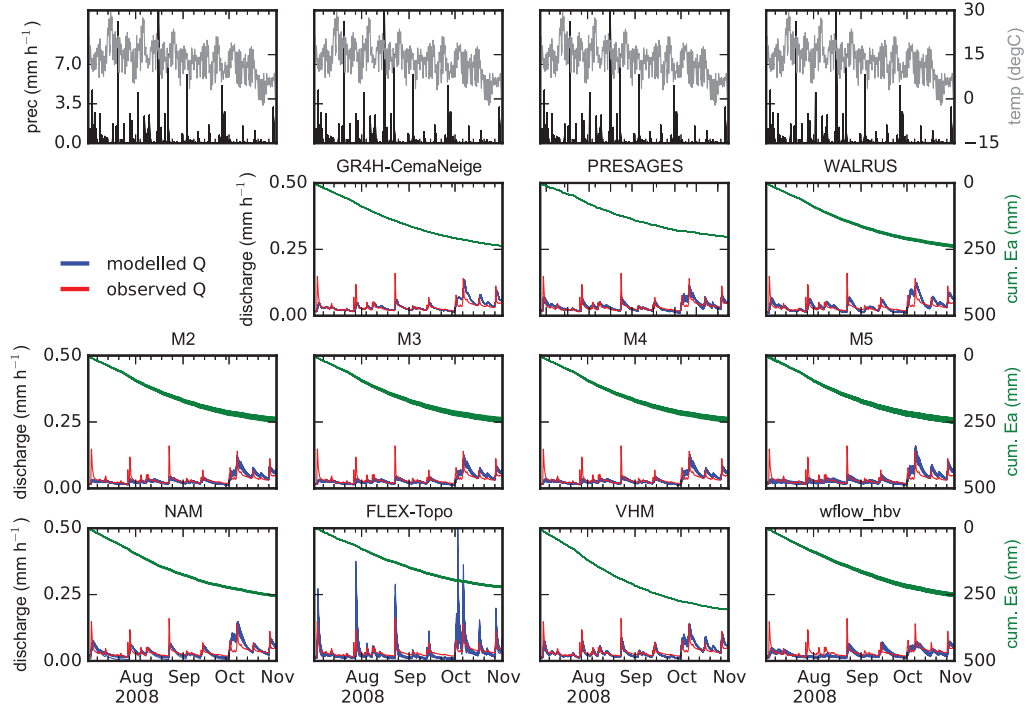 prec (mm h⁻¹)
7.0
3.5
0.0
30
15
0
−15
temp (degC)
GR4H-CemaNeige PRESAGES WALRUS
discharge (mm h⁻¹)
0.50
0.25
0.00
0
250
500
cum. Ea (mm)
modelled Q
observed Q
M2 M3 M4 M5
discharge (mm h⁻¹)
0.50
0.25
0.00
0
250
500
cum. Ea (mm)
NAM FLEX-Topo VHM wflow_hbv
discharge (mm h⁻¹)
0.50
0.25
0.00
0
250
500
cum. Ea (mm)
Aug Sep Oct Nov Aug Sep Oct Nov Aug Sep Oct Nov Aug Sep Oct Nov
2008 2008 2008 2008